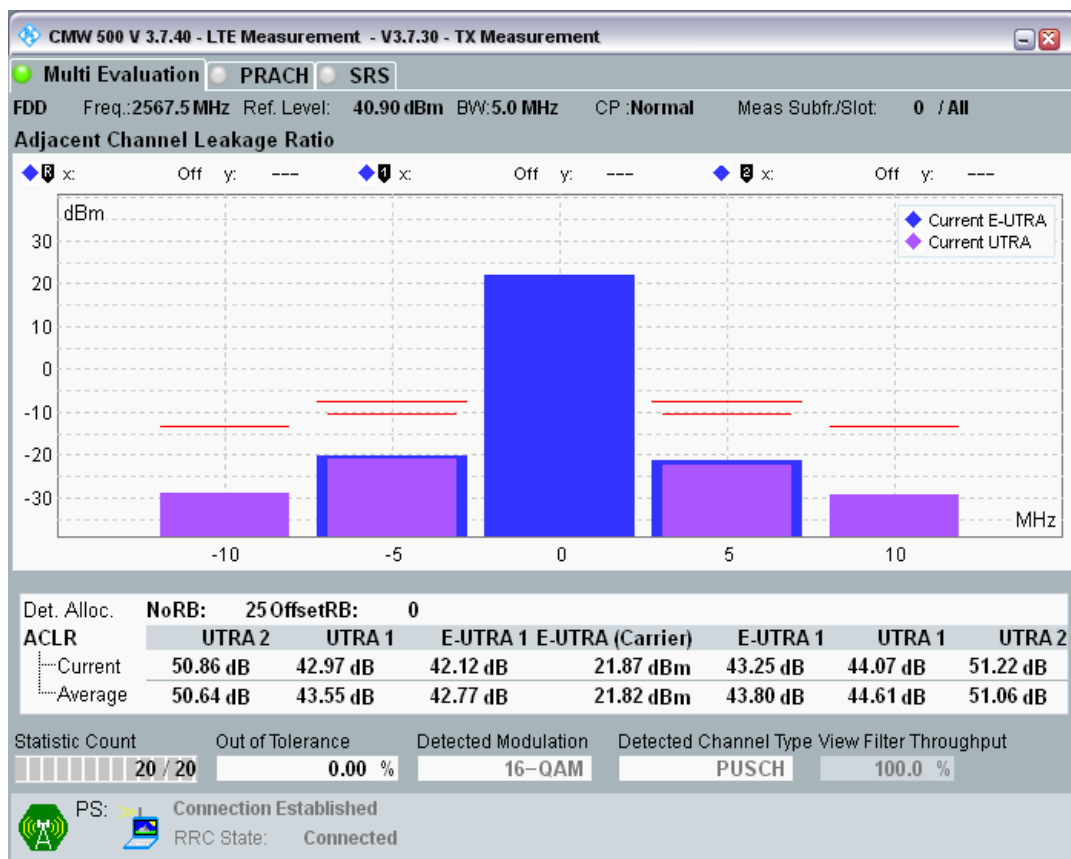 CMW 500 V 3.7.40 - LTE Measurement - V3.7.30 - TX Measurement
Multi Evaluation PRACH SRS
FDD Freq.:2567.5 MHz Ref. Level: 40.90 dBm BW:5.0 MHz CP :Normal Meas Subfr./Slot: 0 / All
Adjacent Channel Leakage Ratio
R x: Off y: --- 1 x: Off y: --- 2 x: Off y: ---
dBm
Current E-UTRA
Current UTRA
30
20
10
0
-10
-20
-30
MHz
-10 -5 0 5 10
Det. Alloc. NoRB: 25 OffsetRB: 0
ACLR UTRA 2 UTRA 1 E-UTRA 1 E-UTRA (Carrier) E-UTRA 1 UTRA 1 UTRA 2
Current 50.86 dB 42.97 dB 42.12 dB 21.87 dBm 43.25 dB 44.07 dB 51.22 dB
Average 50.64 dB 43.55 dB 42.77 dB 21.82 dBm 43.80 dB 44.61 dB 51.06 dB
Statistic Count Out of Tolerance Detected Modulation Detected Channel Type View Filter Throughput
20 / 20 0.00 % 16-QAM PUSCH 100.0 %
PS: Connection Established
RRC State: Connected